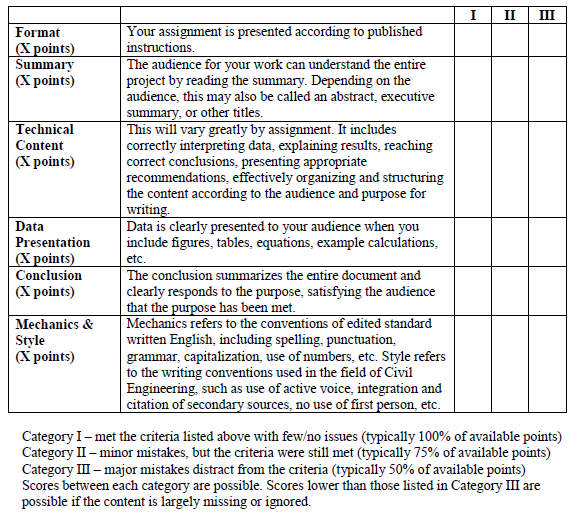 I II III
Format
(X points)
Your assignment is presented according to published
instructions.
Summary
(X points)
The audience for your work can understand the entire
project by reading the summary. Depending on the
audience, this may also be called an abstract, executive
summary, or other titles.
Technical
Content
(X points)
This will vary greatly by assignment. It includes
correctly interpreting data, explaining results, reaching
correct conclusions, presenting appropriate
recommendations, effectively organizing and structuring
the content according to the audience and purpose for
writing.
Data
Presentation
(X points)
Data is clearly presented to your audience when you
include figures, tables, equations, example calculations,
etc.
Conclusion
(X points)
The conclusion summarizes the entire document and
clearly responds to the purpose, satisfying the audience
that the purpose has been met.
Mechanics &
Style
(X points)
Mechanics refers to the conventions of edited standard
written English, including spelling, punctuation,
grammar, capitalization, use of numbers, etc. Style refers
to the writing conventions used in the field of Civil
Engineering, such as use of active voice, integration and
citation of secondary sources, no use of first person, etc.
Category I – met the criteria listed above with few/no issues (typically 100% of available points)
Category II – minor mistakes, but the criteria were still met (typically 75% of available points)
Category III – major mistakes distract from the criteria (typically 50% of available points)
Scores between each category are possible. Scores lower than those listed in Category III are
possible if the content is largely missing or ignored.